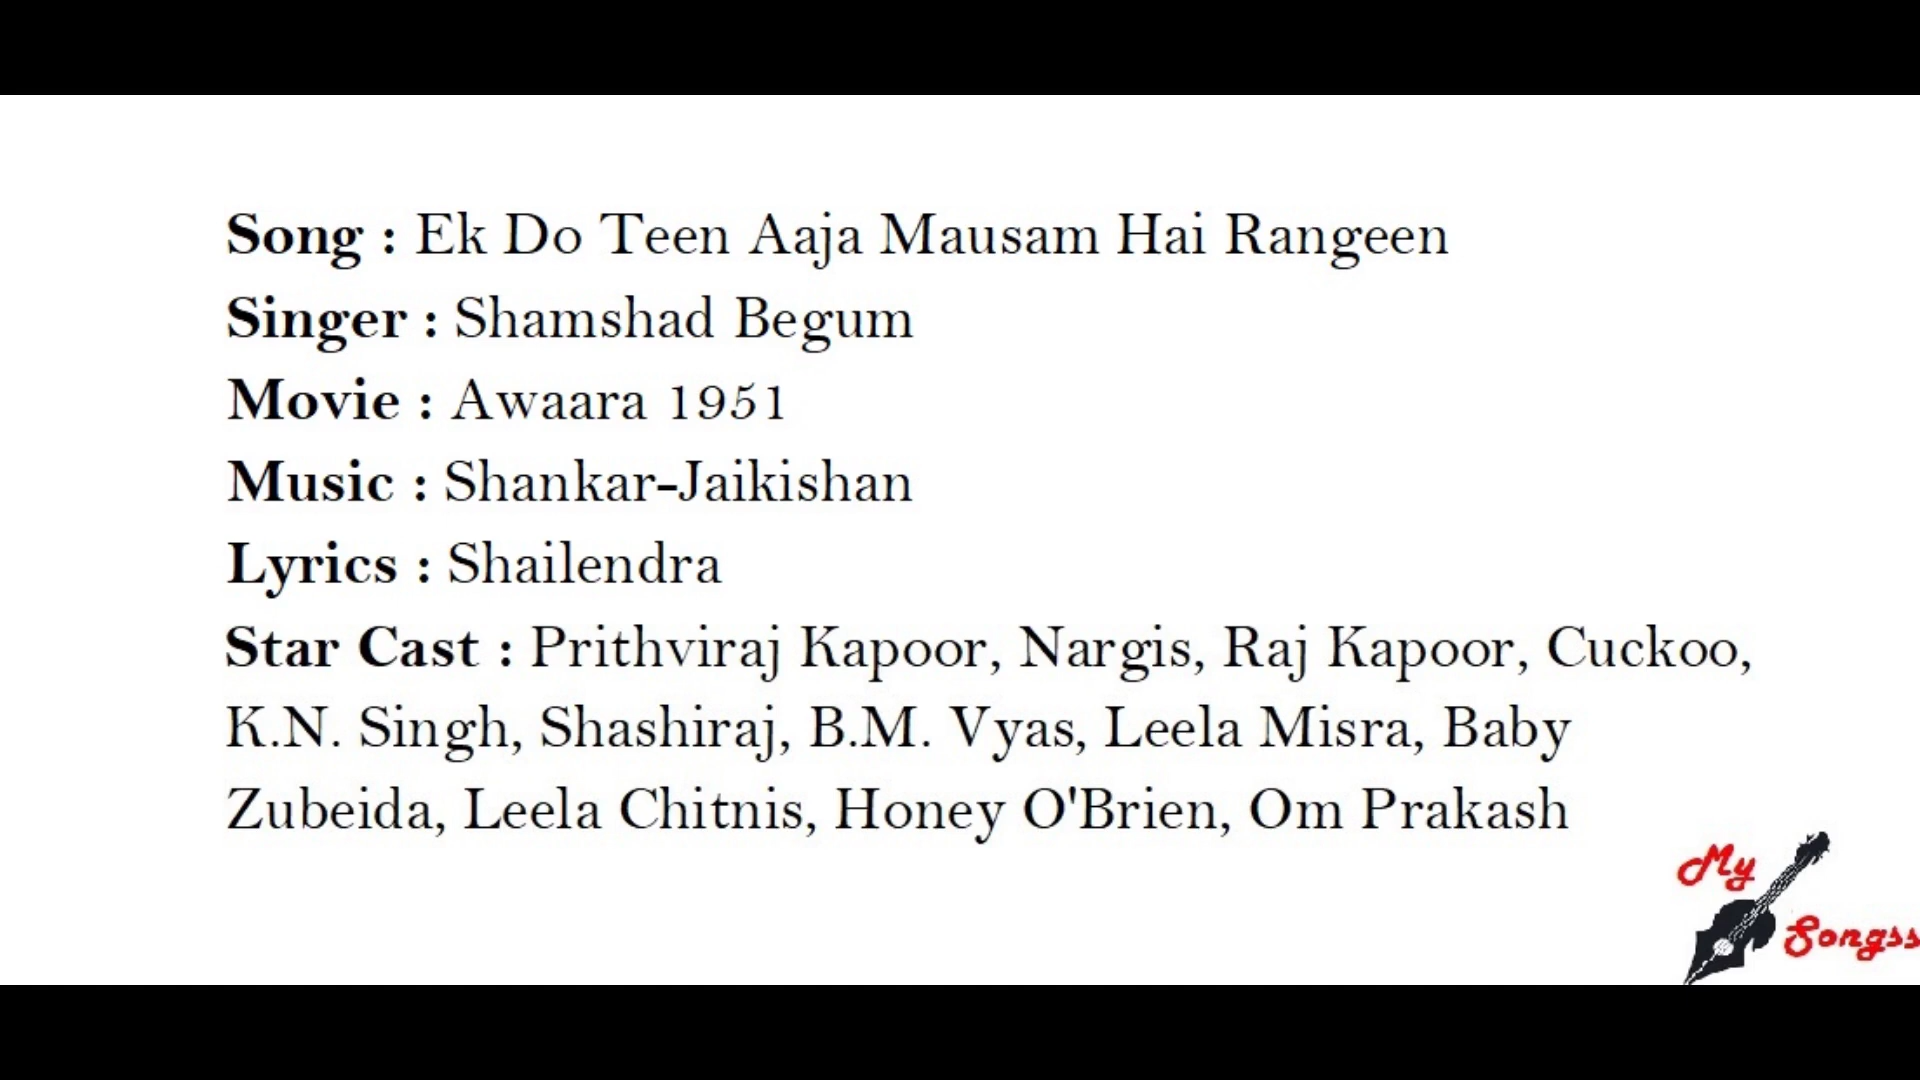 Song : Ek Do Teen Aaja Mausam Hai Rangeen
Singer : Shamshad Begum
Movie : Awaara 1951
Music : Shankar-Jaikishan
Lyrics : Shailendra
Star Cast : Prithviraj Kapoor, Nargis, Raj Kapoor, Cuckoo,
K.N. Singh, Shashiraj, B.M. Vyas, Leela Misra, Baby
Zubeida, Leela Chitnis, Honey O'Brien, Om Prakash
My
Songss